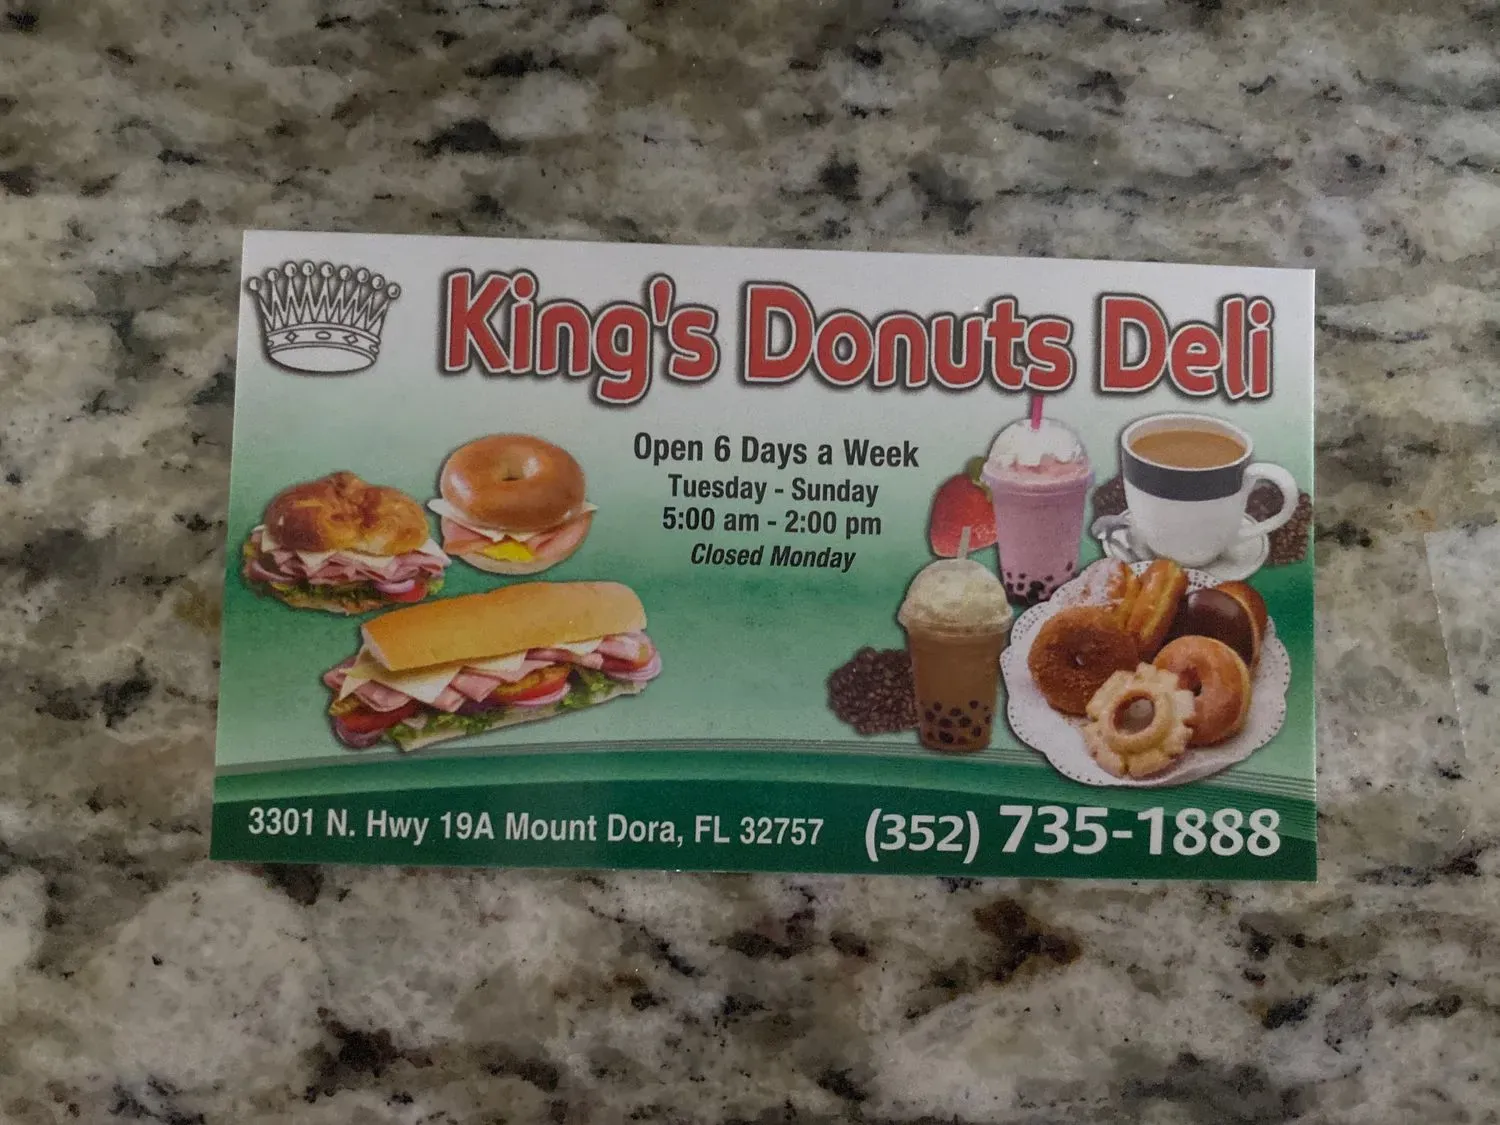 King's Donuts Deli
Open 6 Days a Week
Tuesday - Sunday
5:00 am - 2:00 pm
Closed Monday
3301 N. Hwy 19A Mount Dora, FL 32757 (352) 735-1888